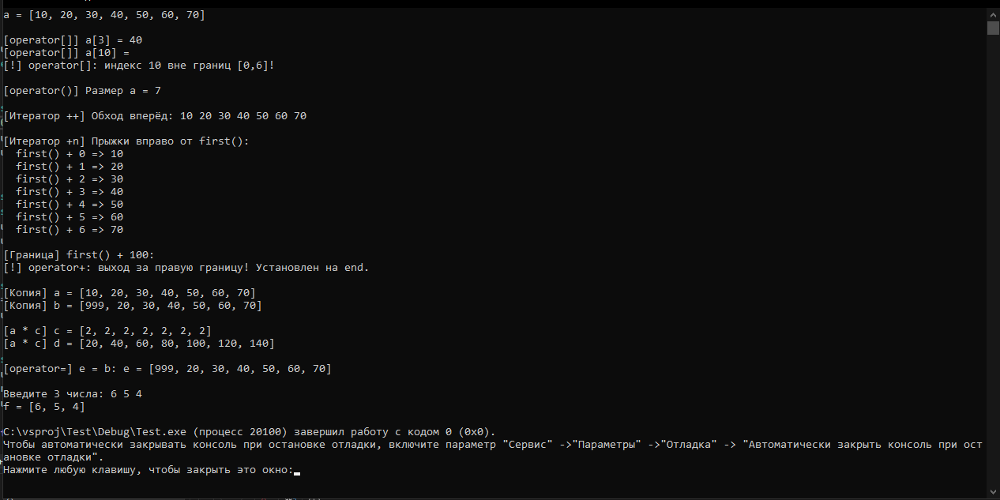 a = [10, 20, 30, 40, 50, 60, 70]
[operator[]] a[3] = 40
[operator[]] a[10] =
[!] operator[]: индекс 10 вне границ [0,6]!
[operator()] Размер a = 7
[Итератор ++] Обход вперёд: 10 20 30 40 50 60 70
[Итератор +n] Прыжки вправо от first():
first() + 0 => 10
first() + 1 => 20
first() + 2 => 30
first() + 3 => 40
first() + 4 => 50
first() + 5 => 60
first() + 6 => 70
[Граница] first() + 100:
[!] operator+: выход за правую границу! Установлен на end.
[Копия] a = [10, 20, 30, 40, 50, 60, 70]
[Копия] b = [999, 20, 30, 40, 50, 60, 70]
[a * c] c = [2, 2, 2, 2, 2, 2, 2]
[a * c] d = [20, 40, 60, 80, 100, 120, 140]
[operator=] e = b: e = [999, 20, 30, 40, 50, 60, 70]
Введите 3 числа: 6 5 4
f = [6, 5, 4]
C:\vsproj\Test\Debug\Test.exe (процесс 20100) завершил работу с кодом 0 (0x0).
Чтобы автоматически закрывать консоль при остановке отладки, включите параметр "Сервис" ->"Параметры" ->"Отладка" -> "Автоматически закрыть консоль при ост
ановке отладки".
Нажмите любую клавишу, чтобы закрыть это окно: